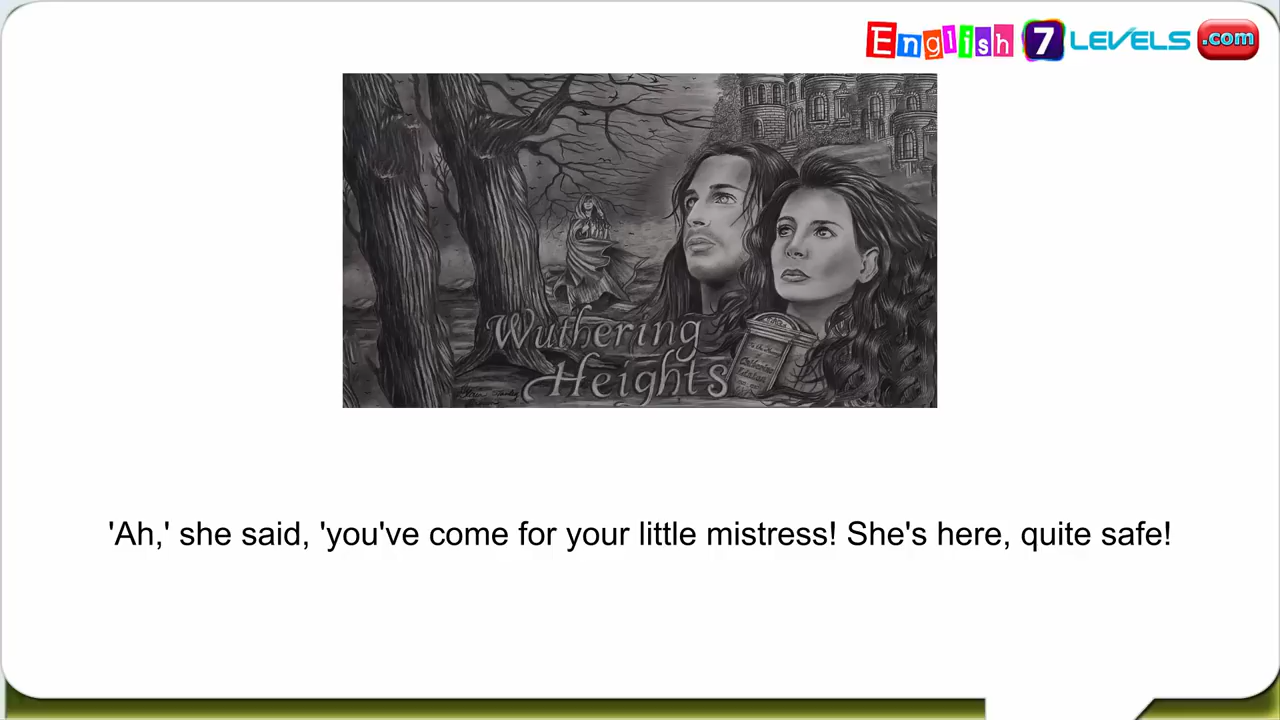 English 7 LEVELS .com
Wuthering
Heights
'Ah,' she said, 'you've come for your little mistress! She's here, quite safe!